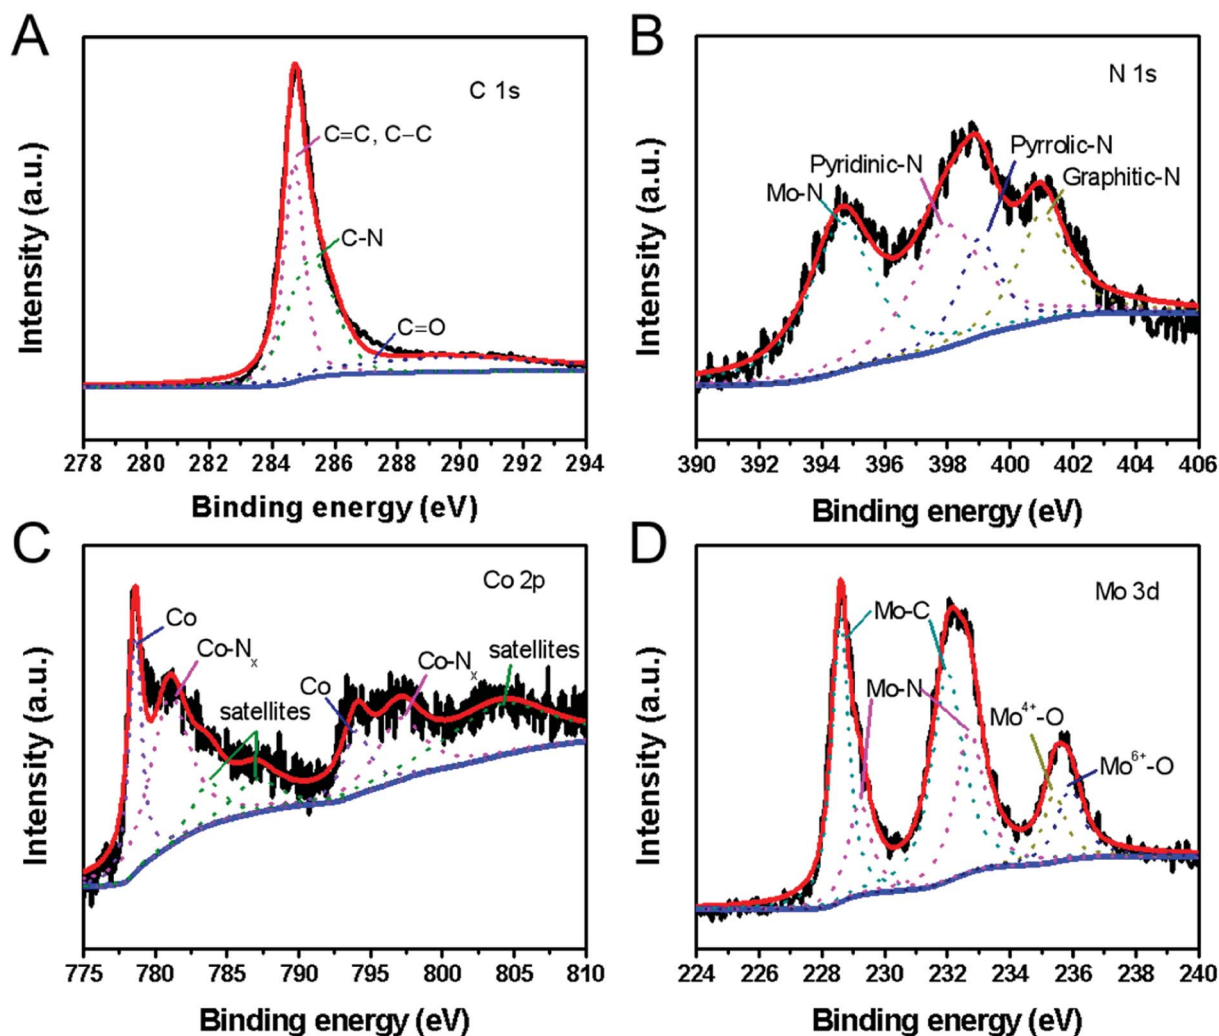 A
C 1s
C=C, C−C
C-N
C=O
Intensity (a.u.)
278 280 282 284 286 288 290 292 294
Binding energy (eV)
B
N 1s
Pyrrolic-N
Pyridinic-N
Graphitic-N
Mo-N
Intensity (a.u.)
390 392 394 396 398 400 402 404 406
Binding energy (eV)
C
Co 2p
Co
Co-Nx
satellites
Co
Co-Nx
satellites
Intensity (a.u.)
775 780 785 790 795 800 805 810
Binding energy (eV)
D
Mo 3d
Mo-C
Mo-N
Mo4+-O
Mo6+-O
Intensity (a.u.)
224 226 228 230 232 234 236 238 240
Binding energy (eV)